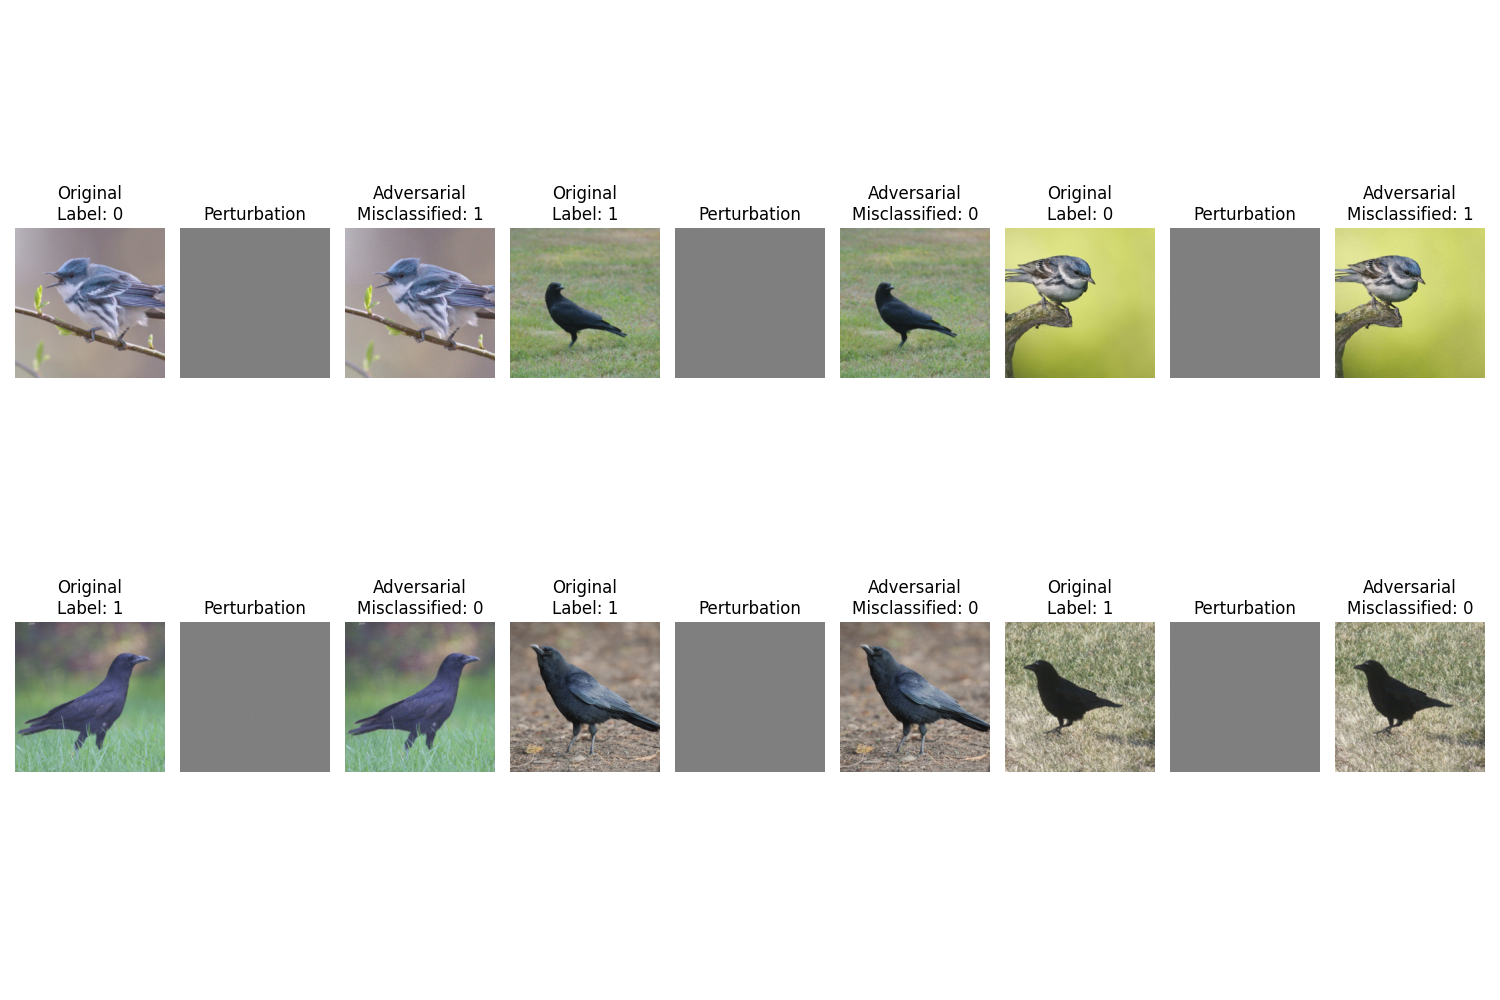 Original
Label: 0
Perturbation
Adversarial
Misclassified: 1
Original
Label: 1
Perturbation
Adversarial
Misclassified: 0
Original
Label: 0
Perturbation
Adversarial
Misclassified: 1
Original
Label: 1
Perturbation
Adversarial
Misclassified: 0
Original
Label: 1
Perturbation
Adversarial
Misclassified: 0
Original
Label: 1
Perturbation
Adversarial
Misclassified: 0